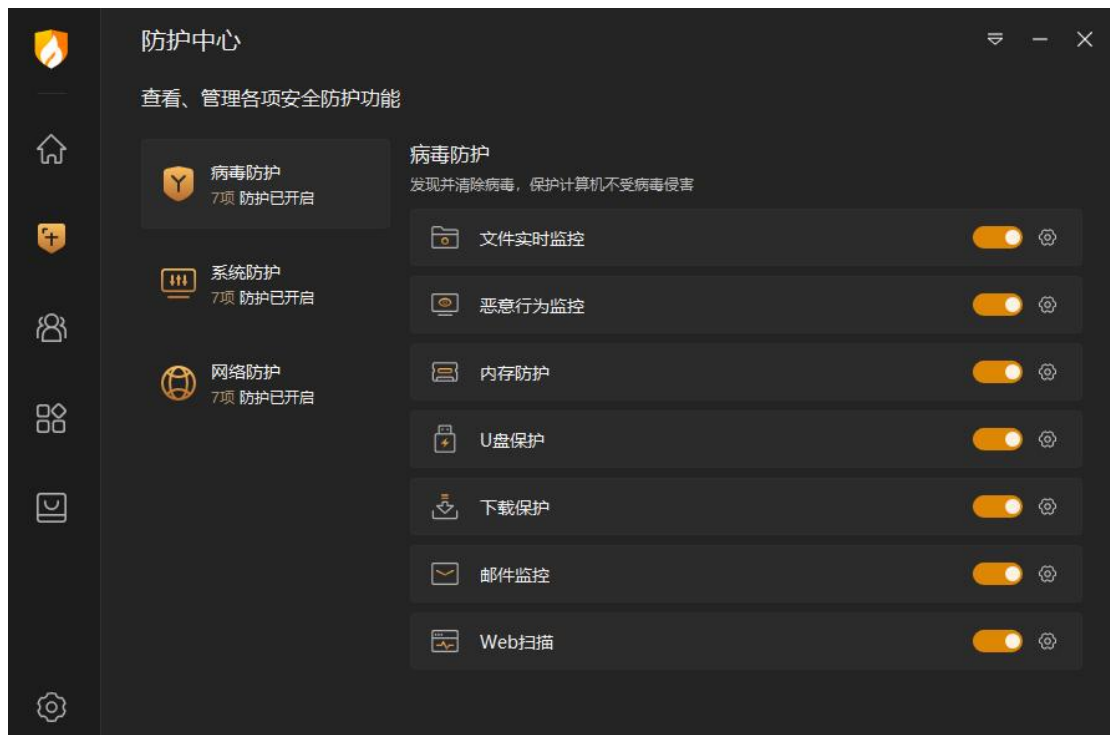 防护中心
查看、管理各项安全防护功能
病毒防护
7项 防护已开启
系统防护
7项 防护已开启
网络防护
7项 防护已开启
病毒防护
发现并清除病毒，保护计算机不受病毒侵害
文件实时监控
恶意行为监控
内存防护
U盘保护
下载保护
邮件监控
Web扫描